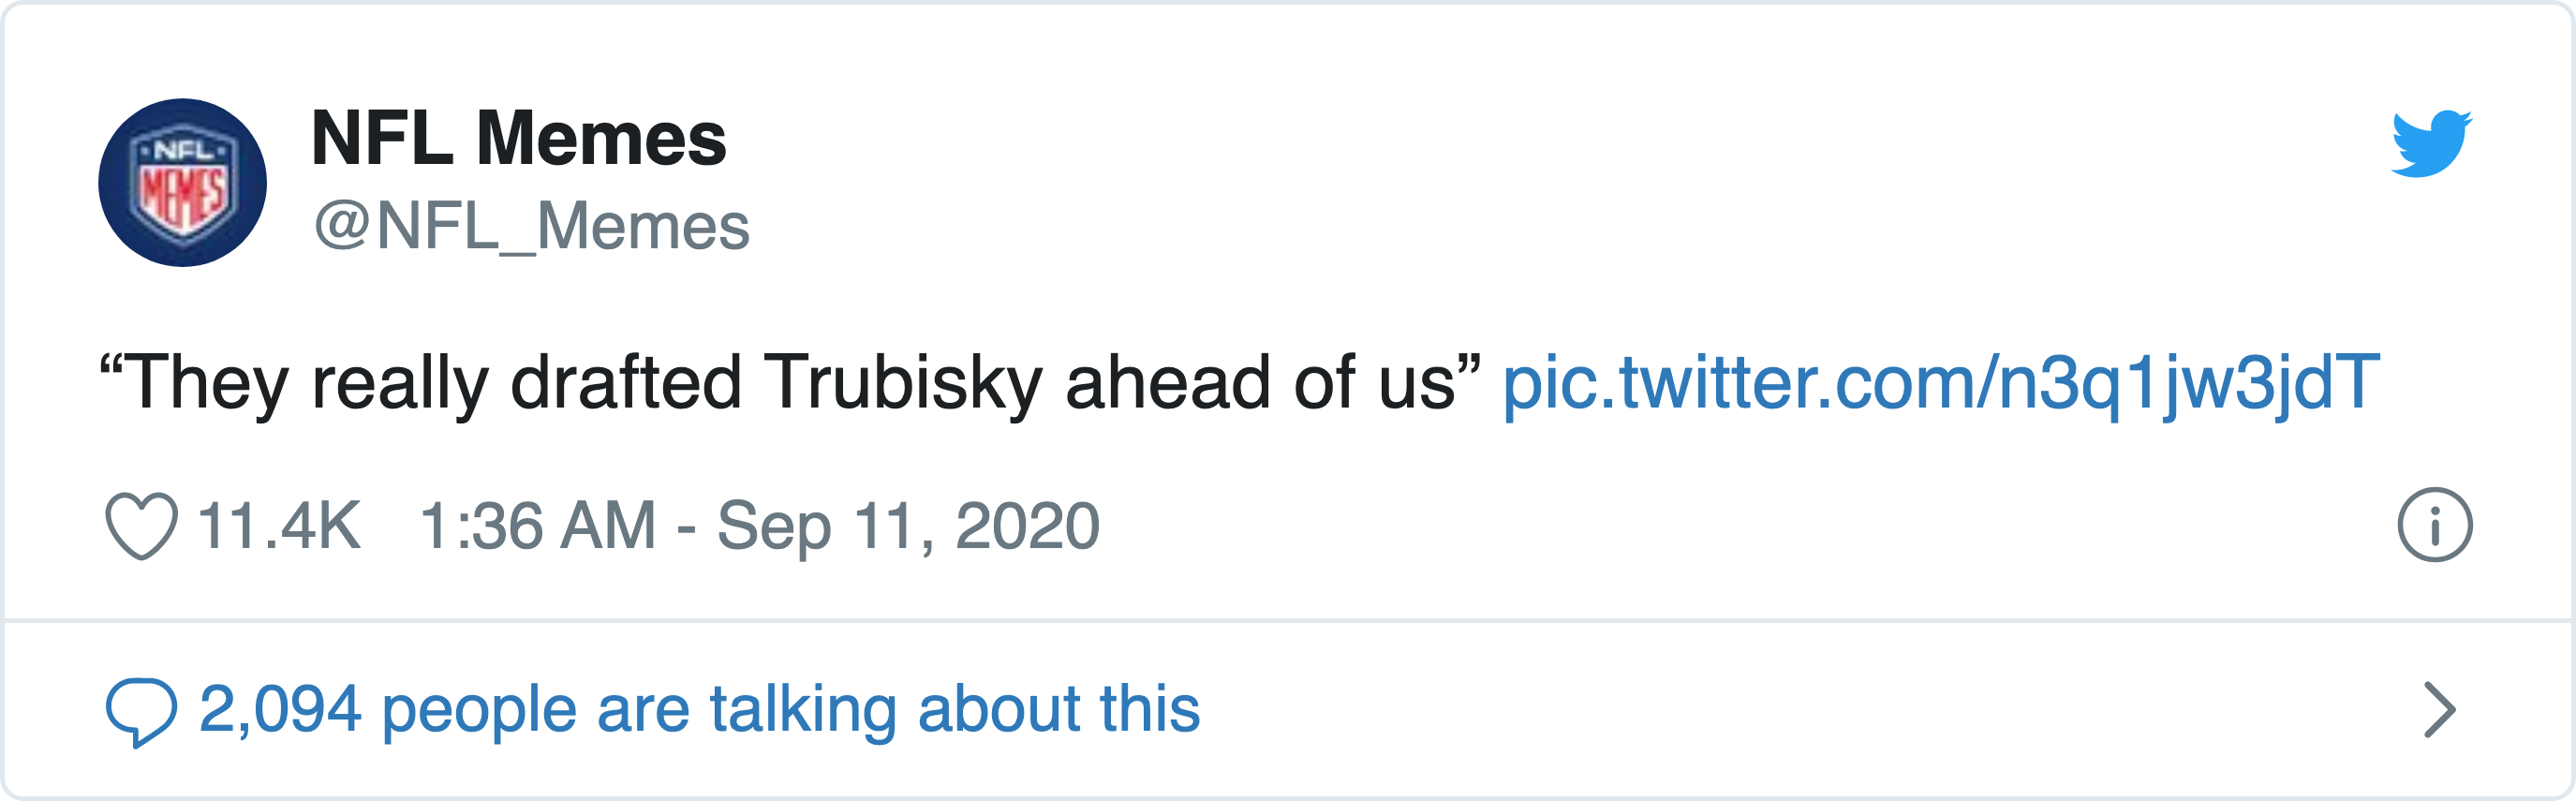 NFL
MEMES
NFL Memes
@NFL_Memes
“They really drafted Trubisky ahead of us” pic.twitter.com/n3q1jw3jdT
11.4K 1:36 AM - Sep 11, 2020
2,094 people are talking about this